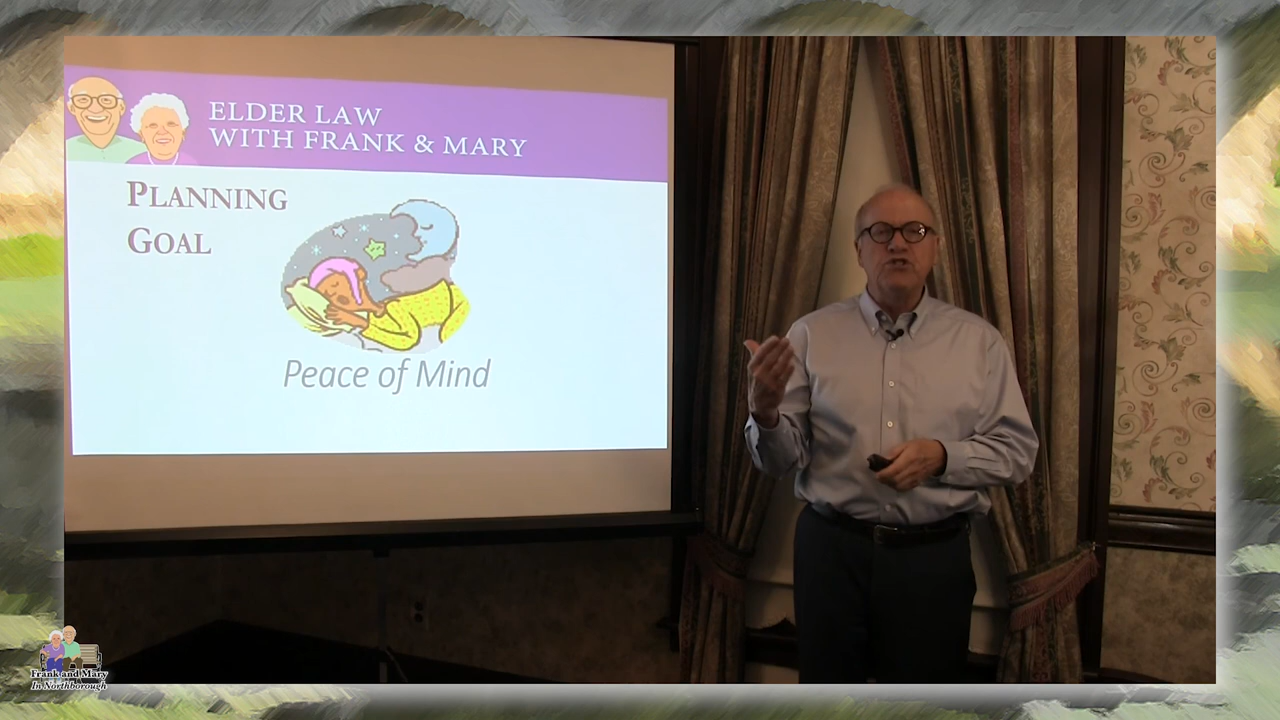 ELDER LAW
WITH FRANK & MARY
PLANNING
GOAL
Peace of Mind
Frank and Mary
In Northborough